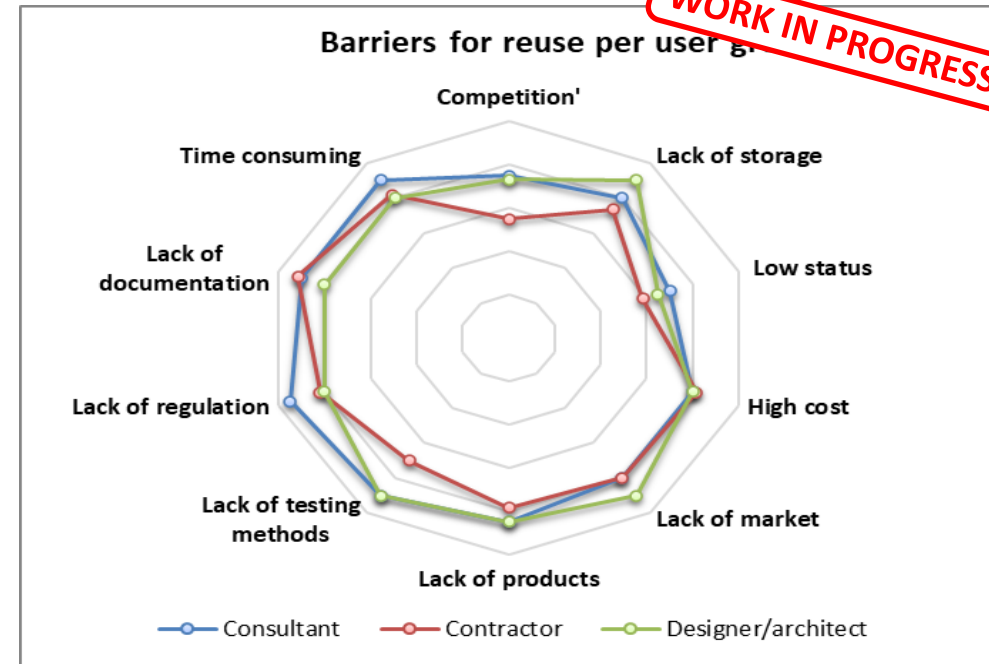 WORK IN PROGRESS
Barriers for reuse per user
Competition'
Time consuming
Lack of storage
Lack of
documentation
Low status
Lack of regulation
High cost
Lack of testing
methods
Lack of market
Lack of products
Consultant Contractor Designer/architect